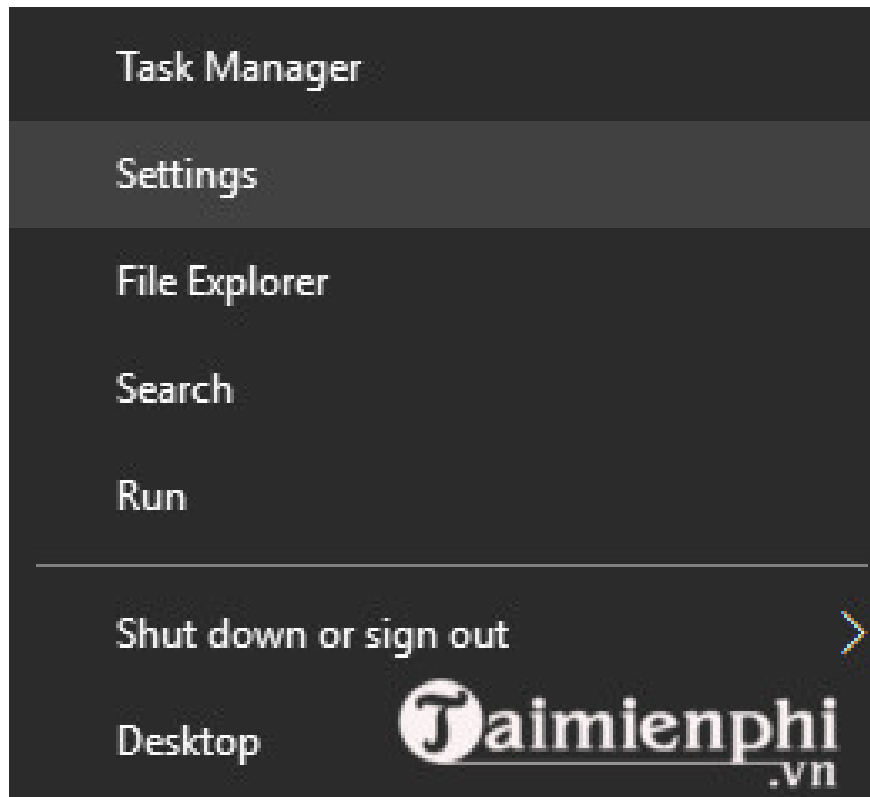 Task Manager
Settings
File Explorer
Search
Run
Shut down or sign out
Desktop
Taimienphi
.vn